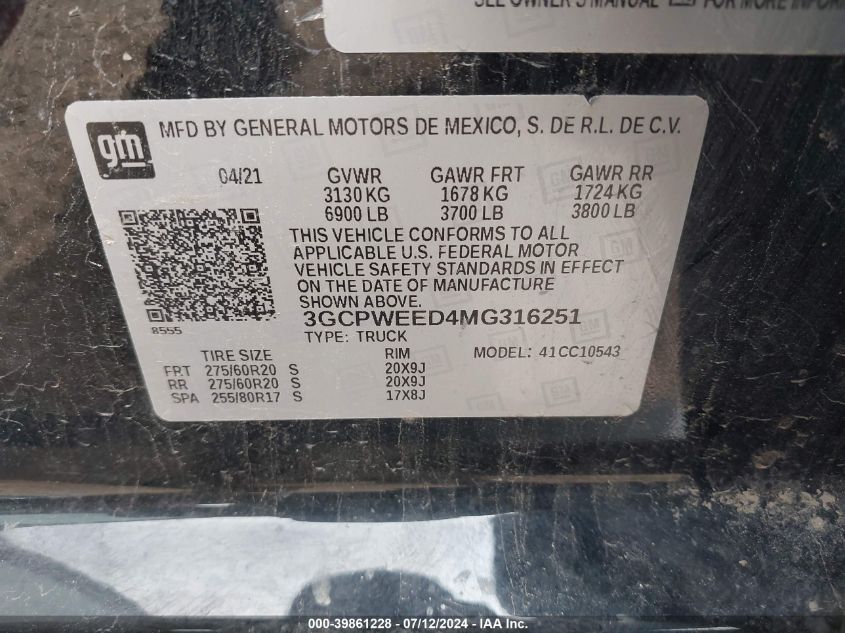 SEE OWNER'S MANUAL FOR MORE INFORM
gm MFD BY GENERAL MOTORS DE MEXICO, S. DE R.L. DE C.V.
04/21 GVWR GAWR FRT GAWR RR
3130 KG 1678 KG 1724 KG
6900 LB 3700 LB 3800 LB
THIS VEHICLE CONFORMS TO ALL
APPLICABLE U.S. FEDERAL MOTOR
VEHICLE SAFETY STANDARDS IN EFFECT
ON THE DATE OF MANUFACTURE
SHOWN ABOVE.
8555 3GCPWEED4MG316251
TYPE: TRUCK MODEL: 41CC10543
TIRE SIZE RIM
FRT 275/60R20 S 20X9J
RR 275/60R20 S 20X9J
SPA 255/80R17 S 17X8J
000-39861228 - 07/12/2024 - IAAI.com